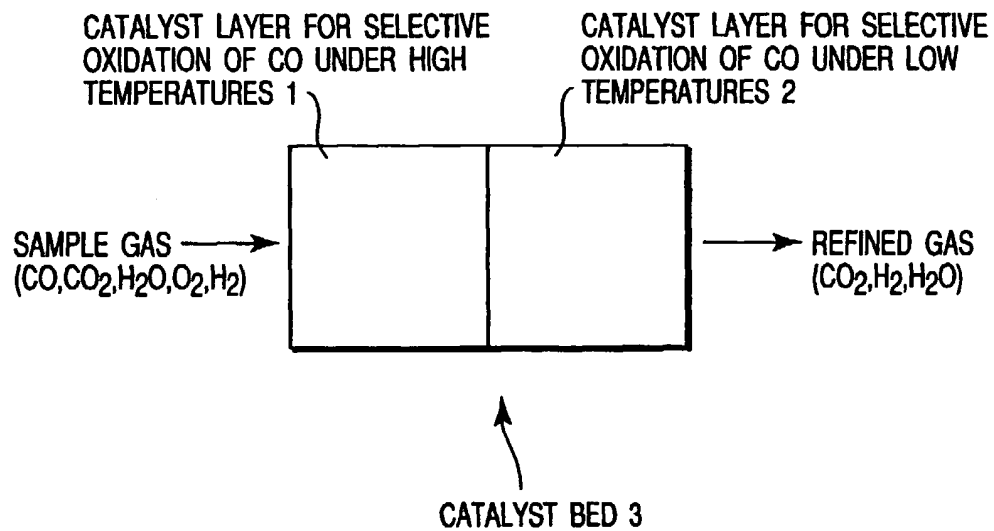 CATALYST LAYER FOR SELECTIVE
OXIDATION OF CO UNDER HIGH
TEMPERATURES 1
CATALYST LAYER FOR SELECTIVE
OXIDATION OF CO UNDER LOW
TEMPERATURES 2
SAMPLE GAS
(CO,CO2,H2O,O2,H2)
REFINED GAS
(CO2,H2,H2O)
CATALYST BED 3